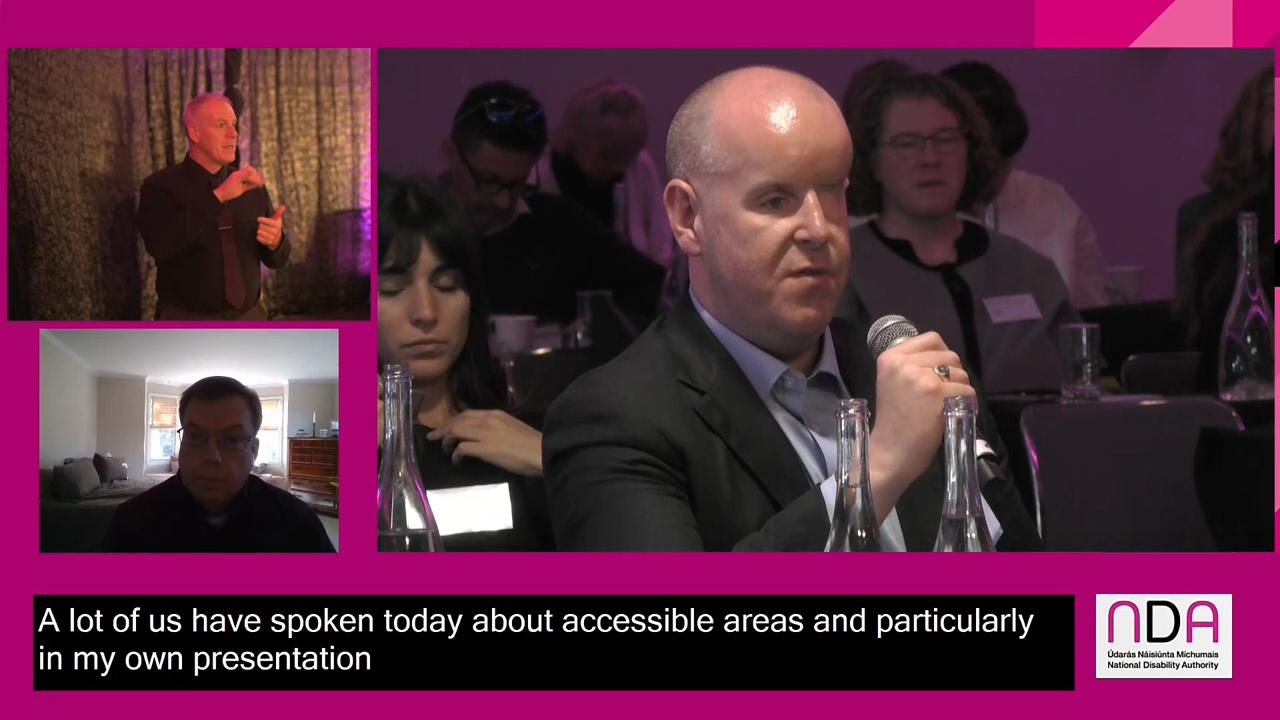 A lot of us have spoken today about accessible areas and particularly
in my own presentation
NDA
Údarás Náisiúnta Míchumais
National Disability Authority